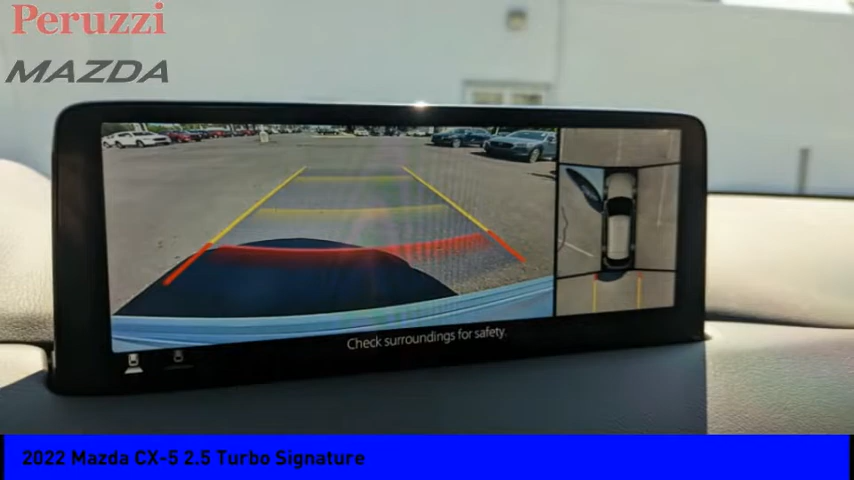 Peruzzi
MAZDA
Check surroundings for safety.
2022 Mazda CX-5 2.5 Turbo Signature